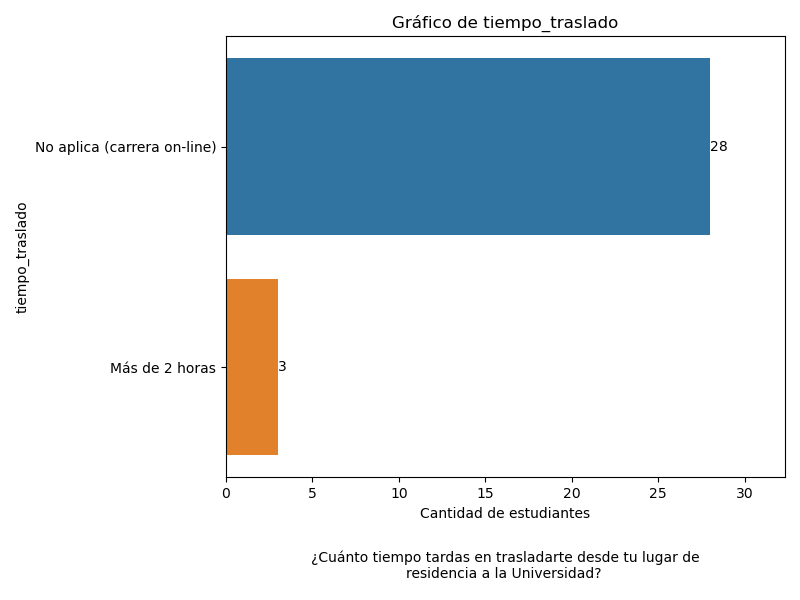 Gráfico de tiempo_traslado
tiempo_traslado
No aplica (carrera on-line)
28
Más de 2 horas
3
0 5 10 15 20 25 30
Cantidad de estudiantes
¿Cuánto tiempo tardas en trasladarte desde tu lugar de
residencia a la Universidad?